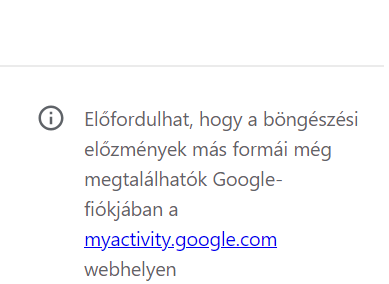 Előfordulhat, hogy a böngészési
előzmények más formái még
megtalálhatók Google-
fiókjában a
myactivity.google.com
webhelyen